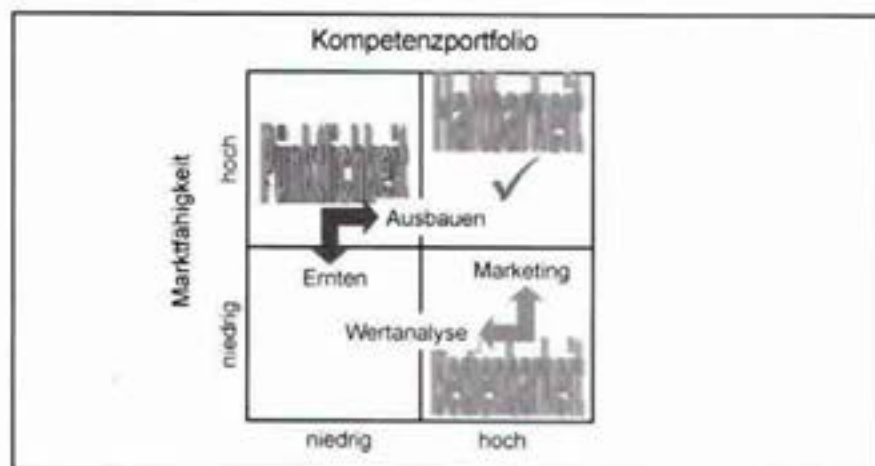 Kompetenzportfolio
Marktfähigkeit
hoch
niedrig
Ausbauen
Ernten
Marketing
Wertanalyse
niedrig
hoch